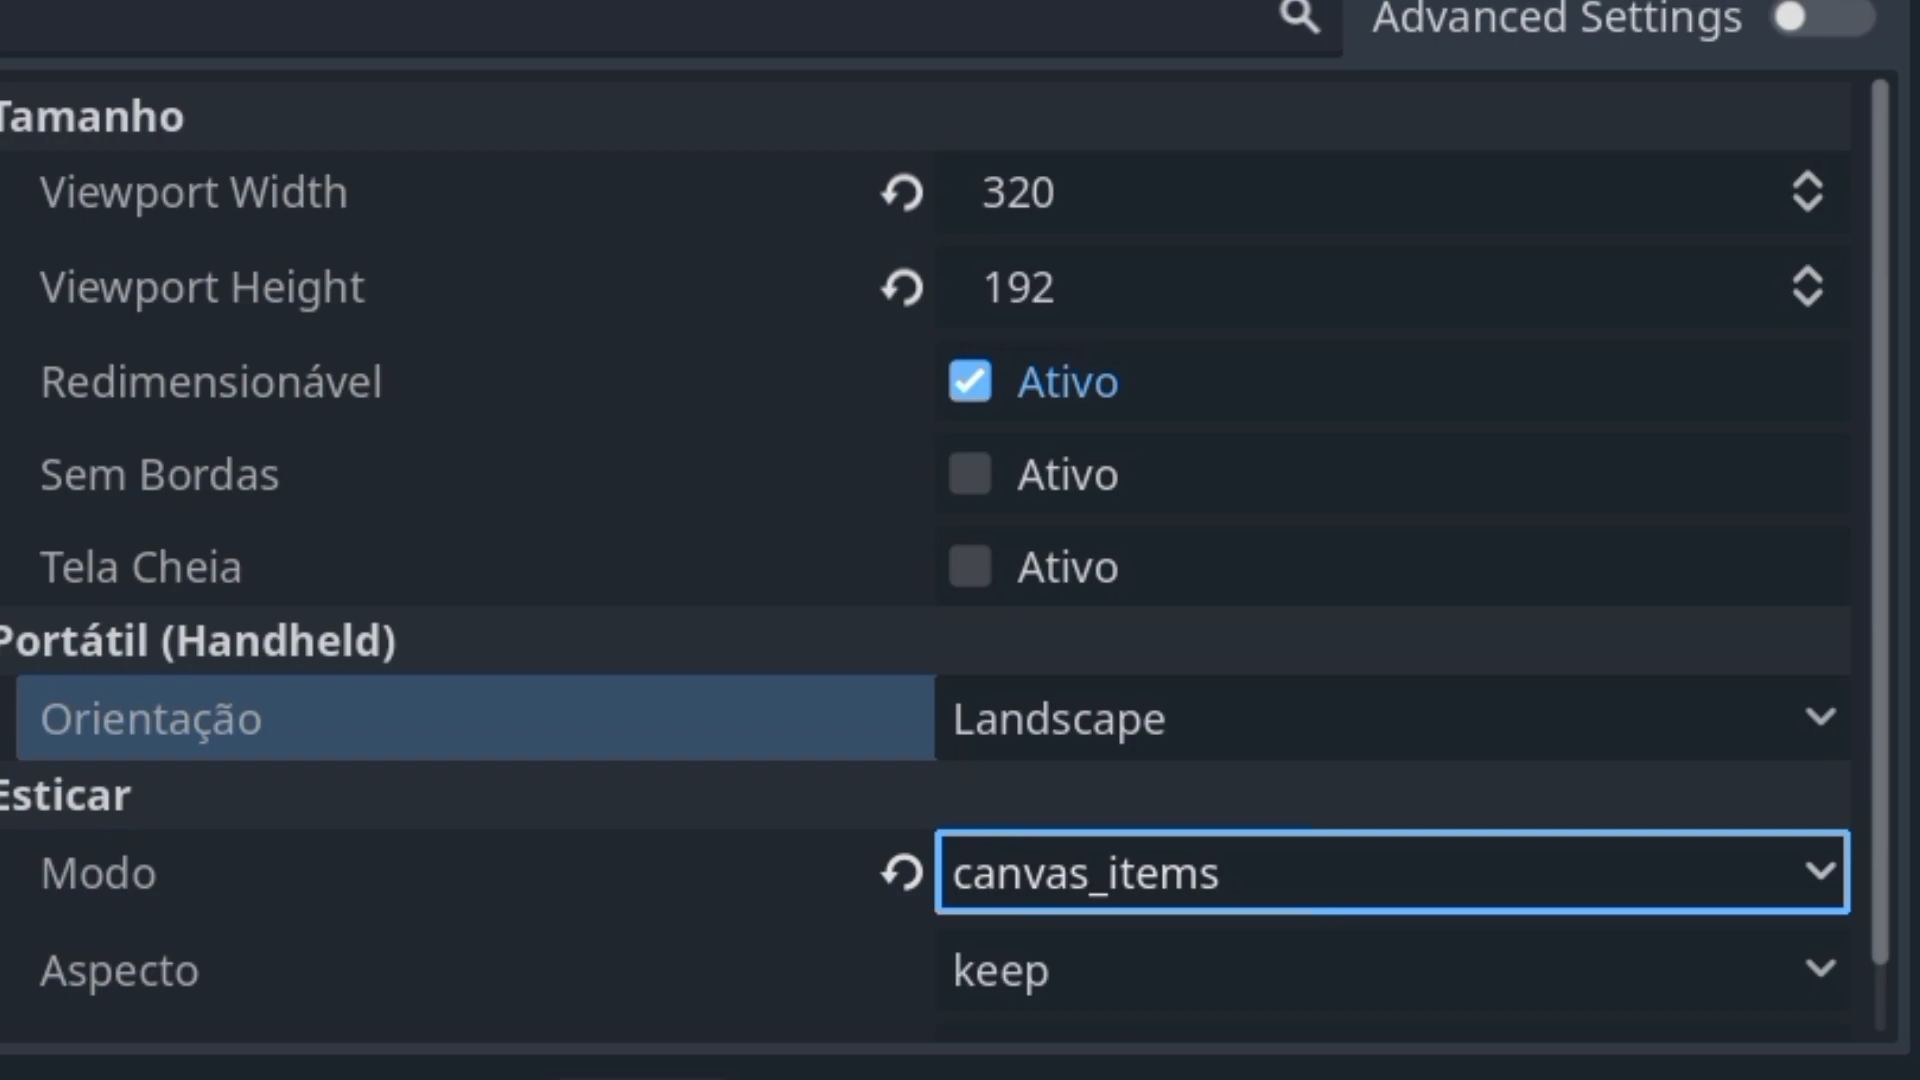 Advanced Settings
Tamanho
Viewport Width 320
Viewport Height 192
Redimensionável Ativo
Sem Bordas Ativo
Tela Cheia Ativo
Portátil (Handheld)
Orientação Landscape
Esticar
Modo canvas_items
Aspecto keep